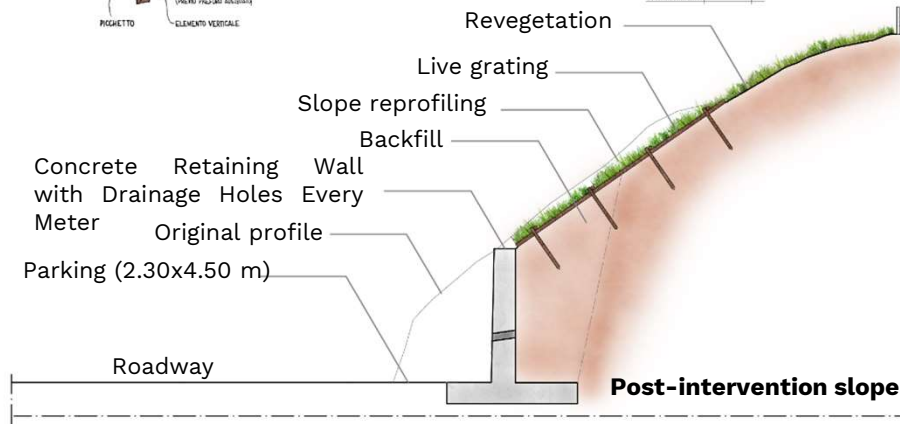 PICCHETTO
ELEMENTO VERTICALE
Revegetation
Live grating
Slope reprofiling
Backfill
Concrete Retaining Wall
with Drainage Holes Every
Meter
Original profile
Parking (2.30x4.50 m)
Roadway
Post-intervention slope